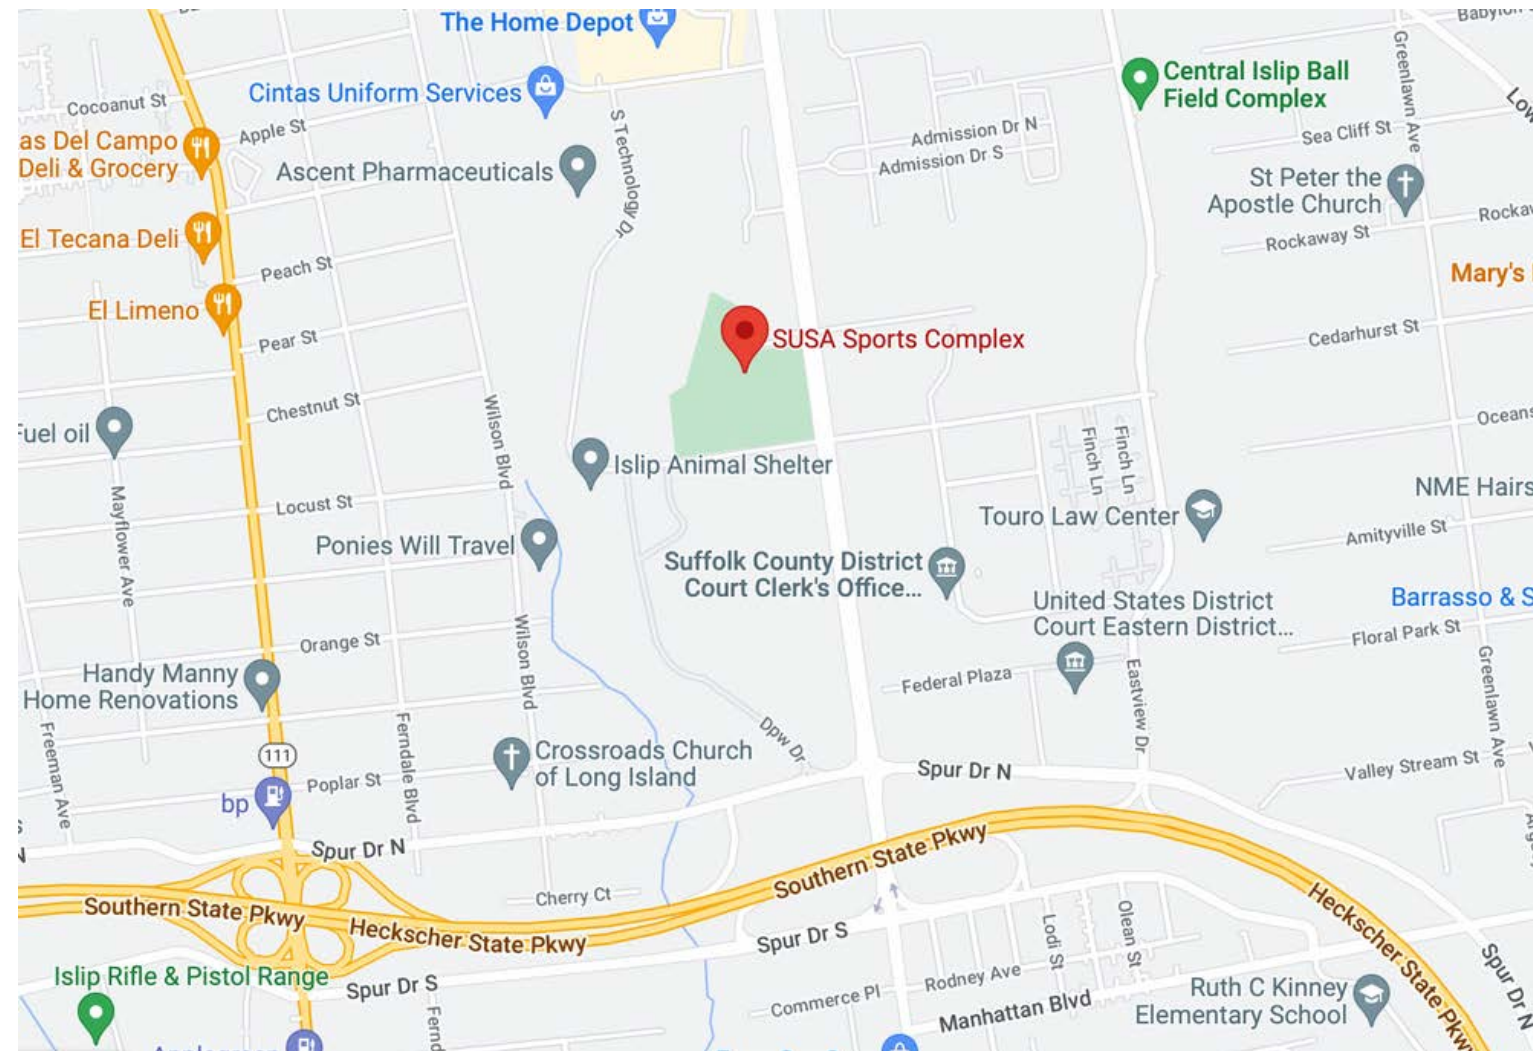 The Home Depot
Cintas Uniform Services
Cocoanut St
Apple St
as Del Campo
Deli & Grocery
Ascent Pharmaceuticals
S Technology Dr
Central Islip Ball
Field Complex
Greenlawn Ave
Admission Dr N
Admission Dr S
Sea Cliff St
St Peter the
Apostle Church
El Tecana Deli
Rockaway St
Peach St
Mary's
El Limeno
Pear St
SUSA Sports Complex
Cedarhurst St
Chestnut St
Fuel oil
Wilson Blvd
Finch Ln
Finch Ln
Oceans
Islip Animal Shelter
Mayflower Ave
Locust St
NME Hairs
Touro Law Center
Amityville St
Ponies Will Travel
Suffolk County District
Court Clerk's Office...
United States District
Court Eastern District...
Barrasso & S
Floral Park St
Orange St
Wilson Blvd
Handy Manny
Home Renovations
Federal Plaza
Eastview Dr
Greenlawn Ave
Freeman Ave
Ferndale Blvd
111
Dpw Dr
Crossroads Church
of Long Island
Spur Dr N
Valley Stream St
Poplar St
bp
Spur Dr N
Southern State Pkwy
Cherry Ct
Southern State Pkwy
Heckscher State Pkwy
Heckscher State Pkwy
Spur Dr S
Lodi St
Olean St
Islip Rifle & Pistol Range
Spur Dr S
Rodney Ave
Commerce Pl
Manhattan Blvd
Ruth C Kinney
Elementary School
Spur Dr N